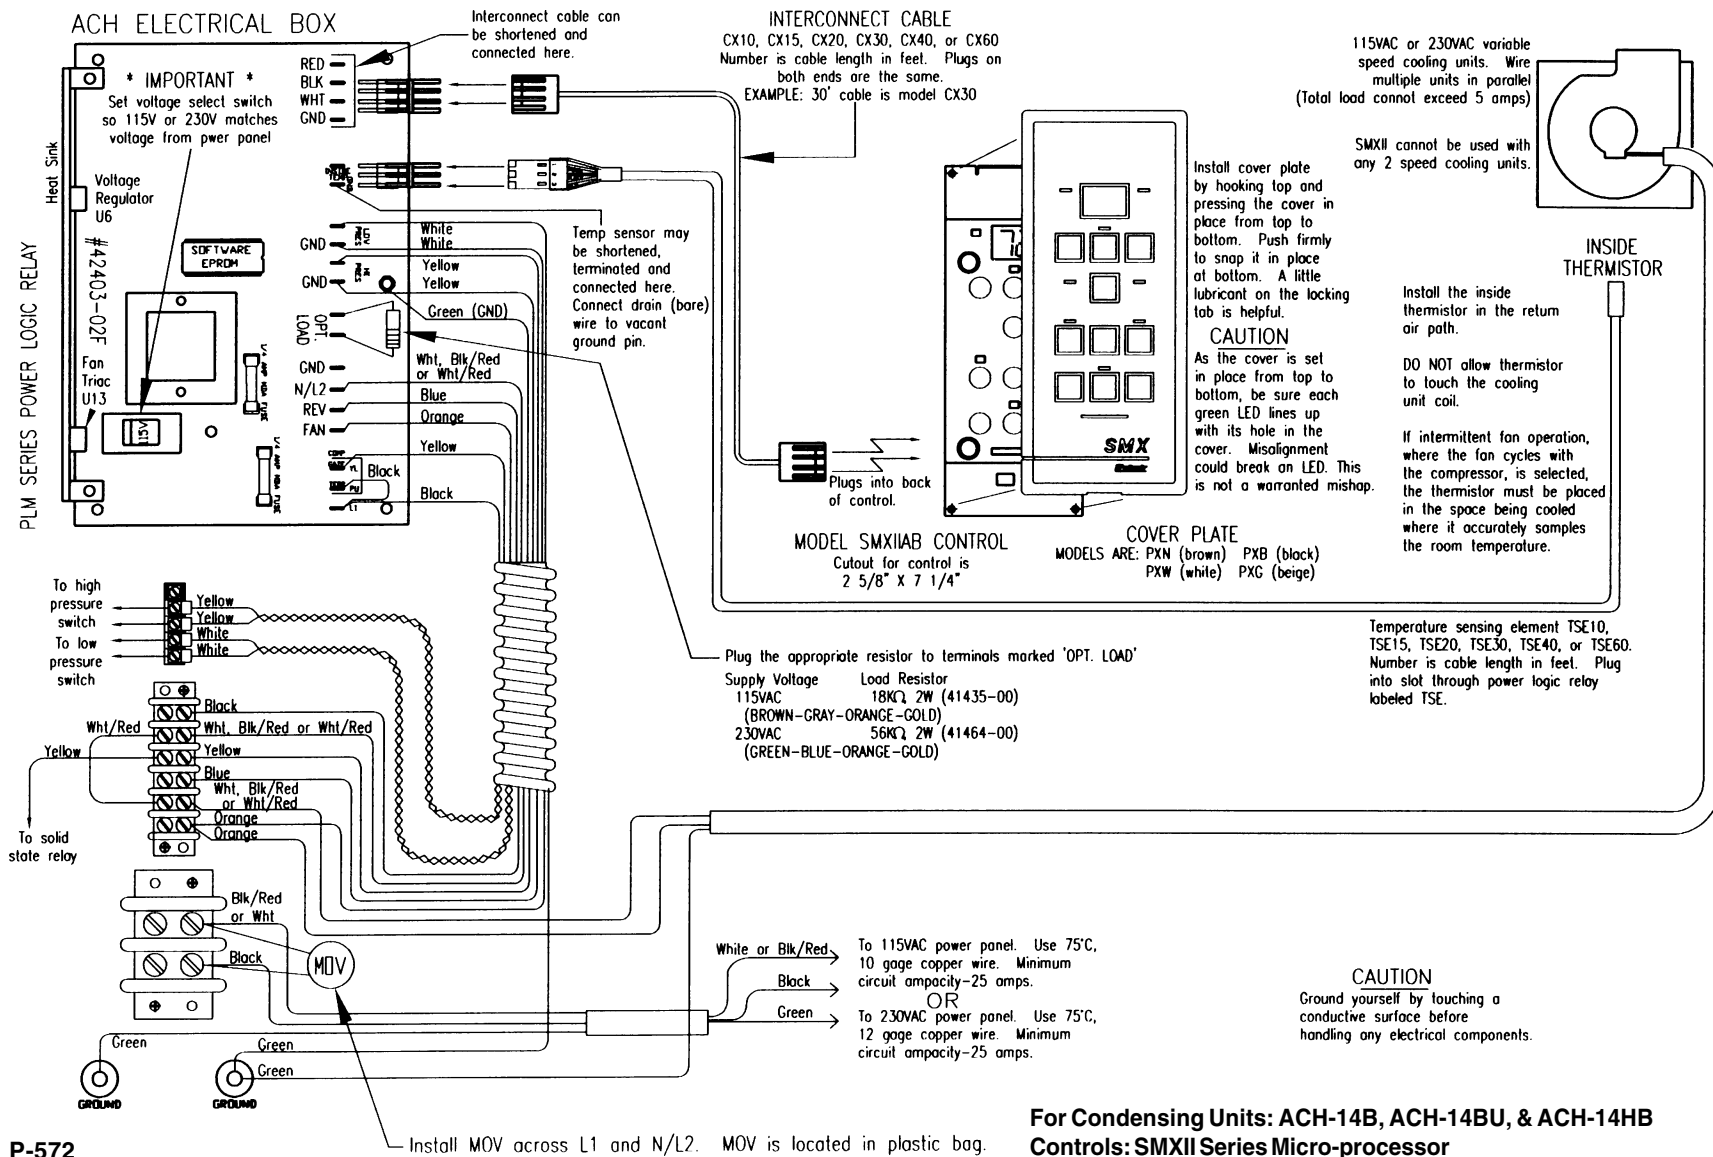 ACH ELECTRICAL BOX
Interconnect cable can
be shortened and
connected here.
RED
BLK
WHT
GND
* IMPORTANT *
Set voltage select switch
so 115V or 230V matches
voltage from pwer panel
Heat Sink
Voltage
Regulator
U6
#42403-02F
SOFTWARE
EPROM
PLM SERIES POWER LOGIC RELAY
Fan
Triac
U13
115V
1/4 AMP MDA FUSE
1/4 AMP MDA FUSE
LOW
PRES
GND
HI
PRES
GND
OPT.
LOAD
GND
N/L2
REV
FAN
COMP
YL
PU
L1
White
White
Yellow
Yellow
Green (GND)
Wht, Blk/Red
or Wht/Red
Blue
Orange
Yellow
Black
Black
Temp sensor may
be shortened,
terminated and
connected here.
Connect drain (bare)
wire to vacant
ground pin.
INTERCONNECT CABLE
CX10, CX15, CX20, CX30, CX40, or CX60
Number is cable length in feet. Plugs on
both ends are the same.
EXAMPLE: 30' cable is model CX30
Plugs into back
of control.
SMX
MODEL SMXIIAB CONTROL
Cutout for control is
2 5/8" X 7 1/4"
COVER PLATE
MODELS ARE: PXN (brown) PXB (black)
PXW (white) PXG (beige)
Install cover plate
by hooking top and
pressing the cover in
place from top to
bottom. Push firmly
to snap it in place
at bottom. A little
lubricant on the locking
tab is helpful.
CAUTION
As the cover is set
in place from top to
bottom, be sure each
green LED lines up
with its hole in the
cover. Misalignment
could break an LED. This
is not a warranted mishap.
115VAC or 230VAC variable
speed cooling units. Wire
multiple units in parallel
(Total load cannot exceed 5 amps)
SMXII cannot be used with
any 2 speed cooling units.
INSIDE
THERMISTOR
Install the inside
thermistor in the return
air path.
DO NOT allow thermistor
to touch the cooling
unit coil.
If intermittent fan operation,
where the fan cycles with
the compressor, is selected,
the thermistor must be placed
in the space being cooled
where it accurately samples
the room temperature.
Temperature sensing element TSE10,
TSE15, TSE20, TSE30, TSE40, or TSE60.
Number is cable length in feet. Plug
into slot through power logic relay
labeled TSE.
To high
pressure
switch
To low
pressure
switch
Yellow
Yellow
White
White
Plug the appropriate resistor to terminals marked 'OPT. LOAD'
Supply Voltage Load Resistor
115VAC 18KΩ, 2W (41435-00)
(BROWN-GRAY-ORANGE-GOLD)
230VAC 56KΩ, 2W (41464-00)
(GREEN-BLUE-ORANGE-GOLD)
Black
Wht/Red
Wht, Blk/Red or Wht/Red
Yellow
Yellow
Blue
Wht, Blk/Red
or Wht/Red
Orange
Orange
To solid
state relay
Blk/Red
or Wht
Black
MOV
White or Blk/Red
Black
Green
To 115VAC power panel. Use 75°C,
10 gage copper wire. Minimum
circuit ampacity-25 amps.
OR
To 230VAC power panel. Use 75°C,
12 gage copper wire. Minimum
circuit ampacity-25 amps.
CAUTION
Ground yourself by touching a
conductive surface before
handling any electrical components.
Green
Green
Green
GROUND
GROUND
Install MOV across L1 and N/L2. MOV is located in plastic bag.
For Condensing Units: ACH-14B, ACH-14BU, & ACH-14HB
Controls: SMXII Series Micro-processor
P-572